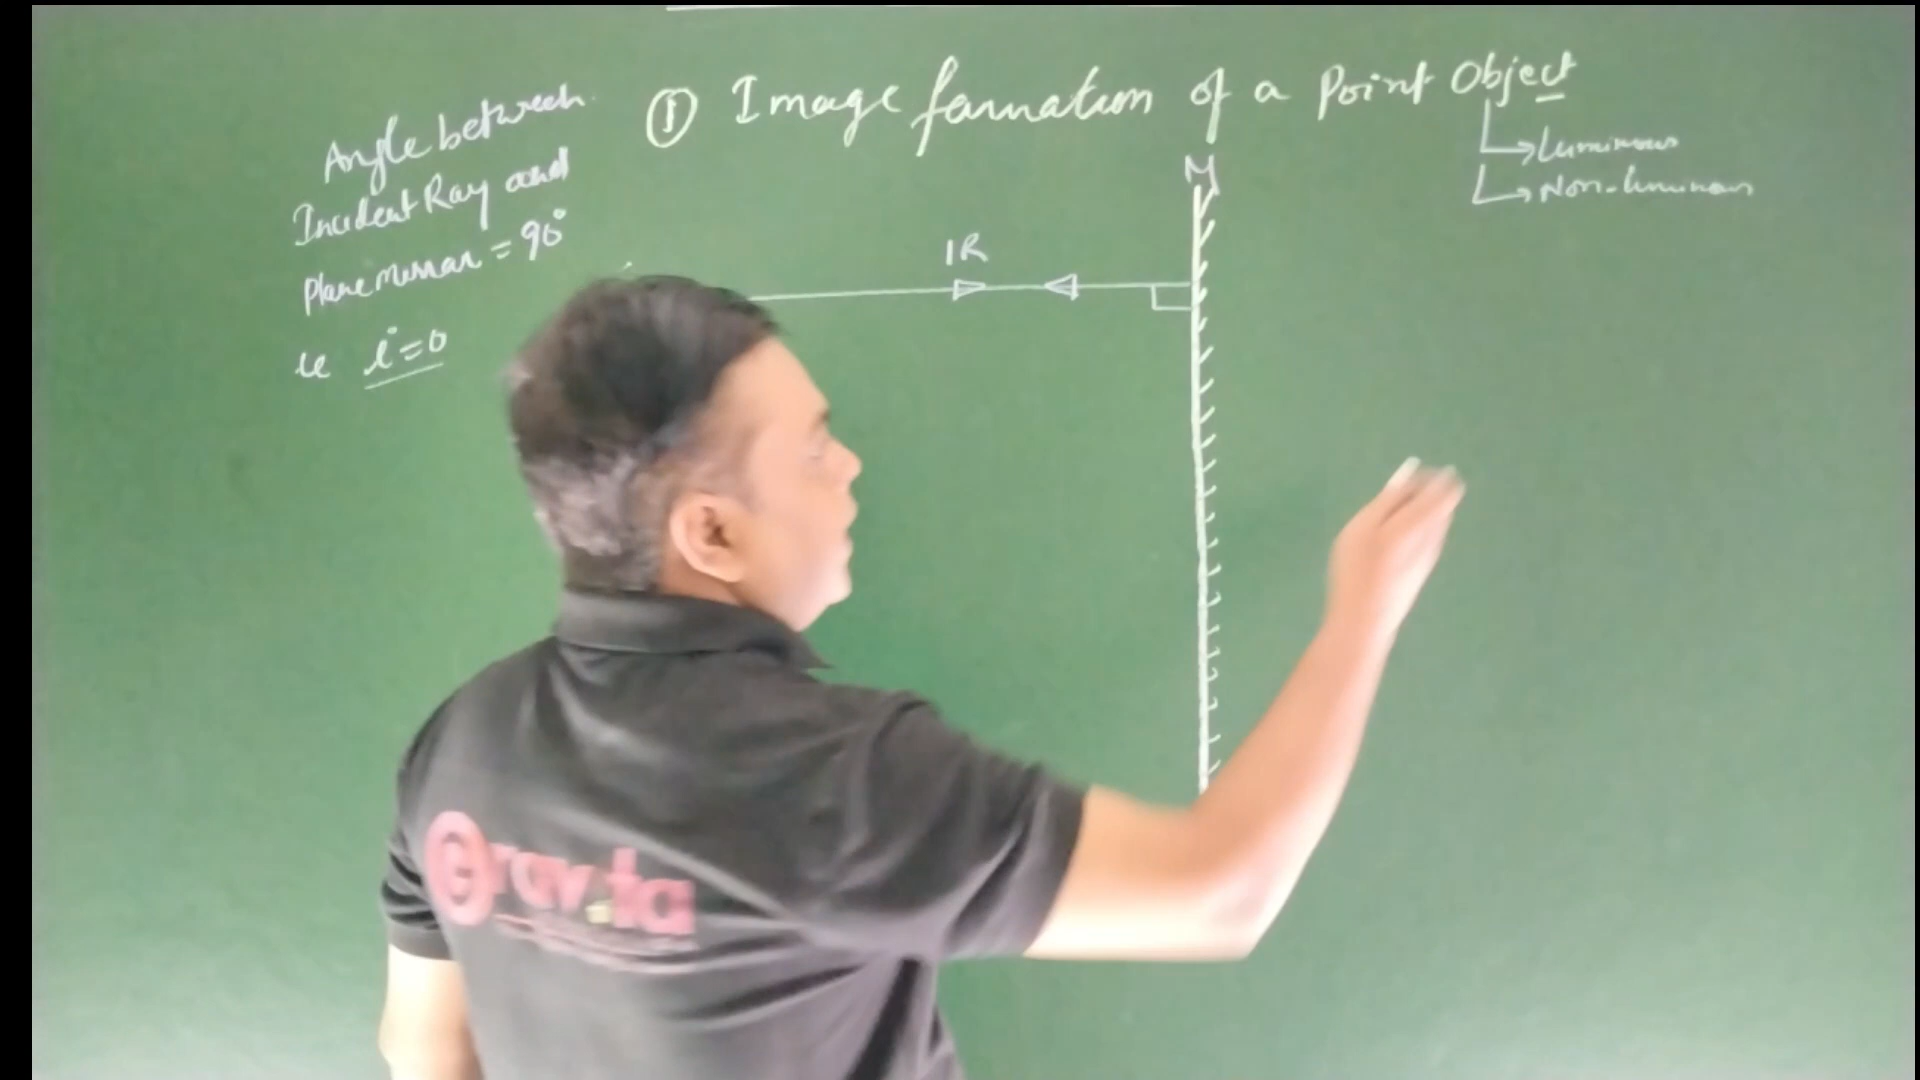 ① Image formation of a Point Object
Luminous
Non-luminous
Angle between
Incident Ray and
Plane mirror = 90°
ie i=0
M
IR
Gravita